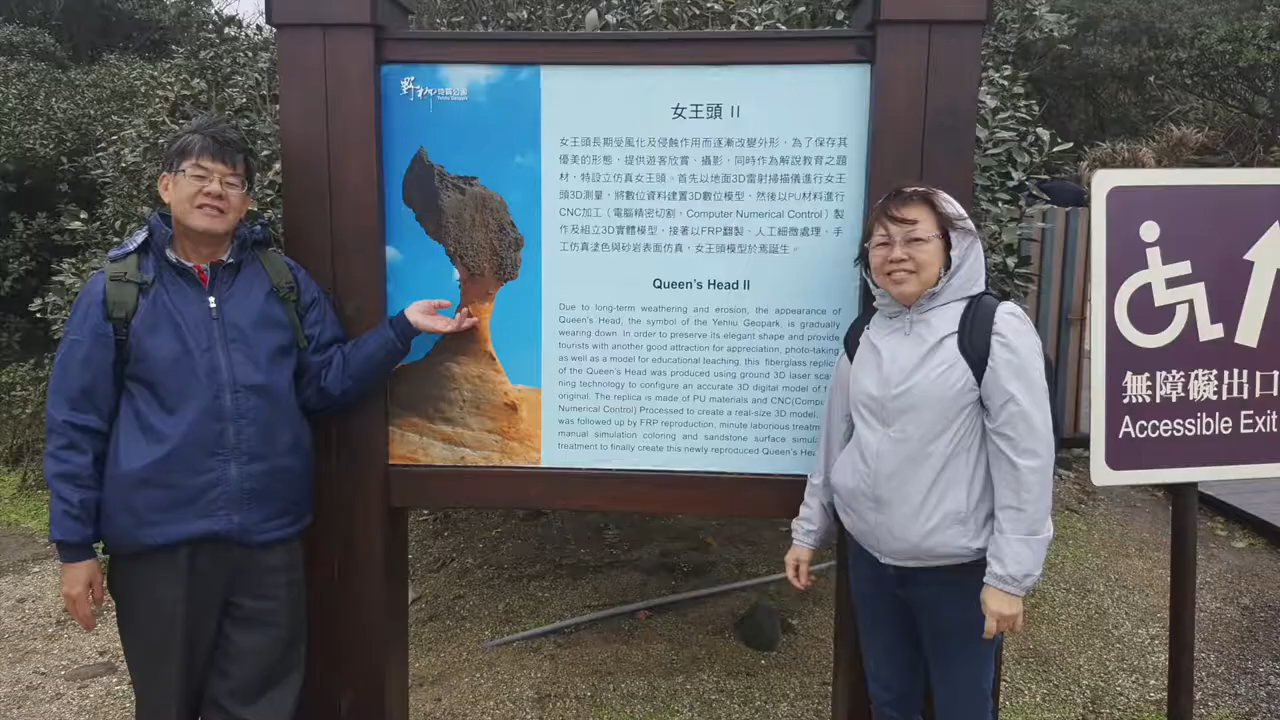 野柳地質公園
Yehliu Geopark
女王頭 II
女王頭長期受風化及侵蝕作用而逐漸改變外形，為了保存其
優美的形態，提供遊客欣賞、攝影，同時作為解說教育之題
材，特設立仿真女王頭。首先以地面3D雷射掃描儀進行女王
頭3D測量，將數位資料建置3D數位模型，然後以PU材料進行
CNC加工（電腦精密切割，Computer Numerical Control）製
作及組立3D實體模型，接著以FRP翻製、人工細微處理、手
工仿真塗色與砂岩表面仿真，女王頭模型於焉誕生。
Queen's Head II
Due to long-term weathering and erosion, the appearance of
Queen's Head, the symbol of the Yehliu Geopark, is gradually
wearing down. In order to preserve its elegant shape and provide
tourists with another good attraction for appreciation, photo-taking
as well as a model for educational teaching, this fiberglass replica
of the Queen's Head was produced using ground 3D laser scan
ning technology to configure an accurate 3D digital model of
original. The replica is made of PU materials and CNC(Compu
Numerical Control) Processed to create a real-size 3D model.
was followed up by FRP reproduction, minute laborious treatm
manual simulation coloring and sandstone surface simula
treatment to finally create this newly reproduced Queen's Hea
無障礙出口
Accessible Exit